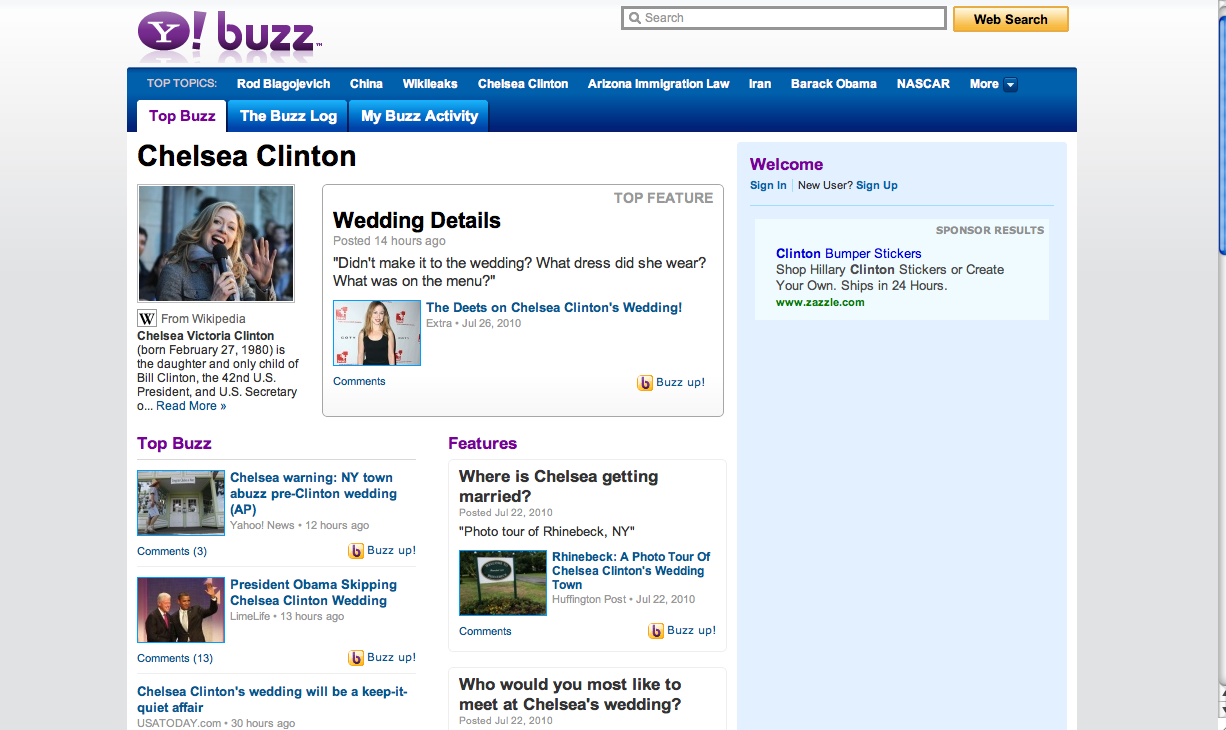 Y! buzz™
Search
Web Search
TOP TOPICS: Rod Blagojevich China Wikileaks Chelsea Clinton Arizona Immigration Law Iran Barack Obama NASCAR More
Top Buzz The Buzz Log My Buzz Activity
Chelsea Clinton
W From Wikipedia
Chelsea Victoria Clinton
(born February 27, 1980) is
the daughter and only child of
Bill Clinton, the 42nd U.S.
President, and U.S. Secretary
o... Read More »
TOP FEATURE
Wedding Details
Posted 14 hours ago
"Didn't make it to the wedding? What dress did she wear?
What was on the menu?"
The Deets on Chelsea Clinton's Wedding!
Extra • Jul 26, 2010
Comments
b Buzz up!
Welcome
Sign In New User? Sign Up
SPONSOR RESULTS
Clinton Bumper Stickers
Shop Hillary Clinton Stickers or Create
Your Own. Ships in 24 Hours.
www.zazzle.com
Top Buzz
Chelsea warning: NY town
abuzz pre-Clinton wedding
(AP)
Yahoo! News • 12 hours ago
Comments (3)
b Buzz up!
President Obama Skipping
Chelsea Clinton Wedding
LimeLife • 13 hours ago
Comments (13)
b Buzz up!
Chelsea Clinton's wedding will be a keep-it-
quiet affair
USATODAY.com • 30 hours ago
Features
Where is Chelsea getting
married?
Posted Jul 22, 2010
"Photo tour of Rhinebeck, NY"
Rhinebeck: A Photo Tour Of
Chelsea Clinton's Wedding
Town
Huffington Post • Jul 22, 2010
Comments
b Buzz up!
Who would you most like to
meet at Chelsea's wedding?
Posted Jul 22, 2010